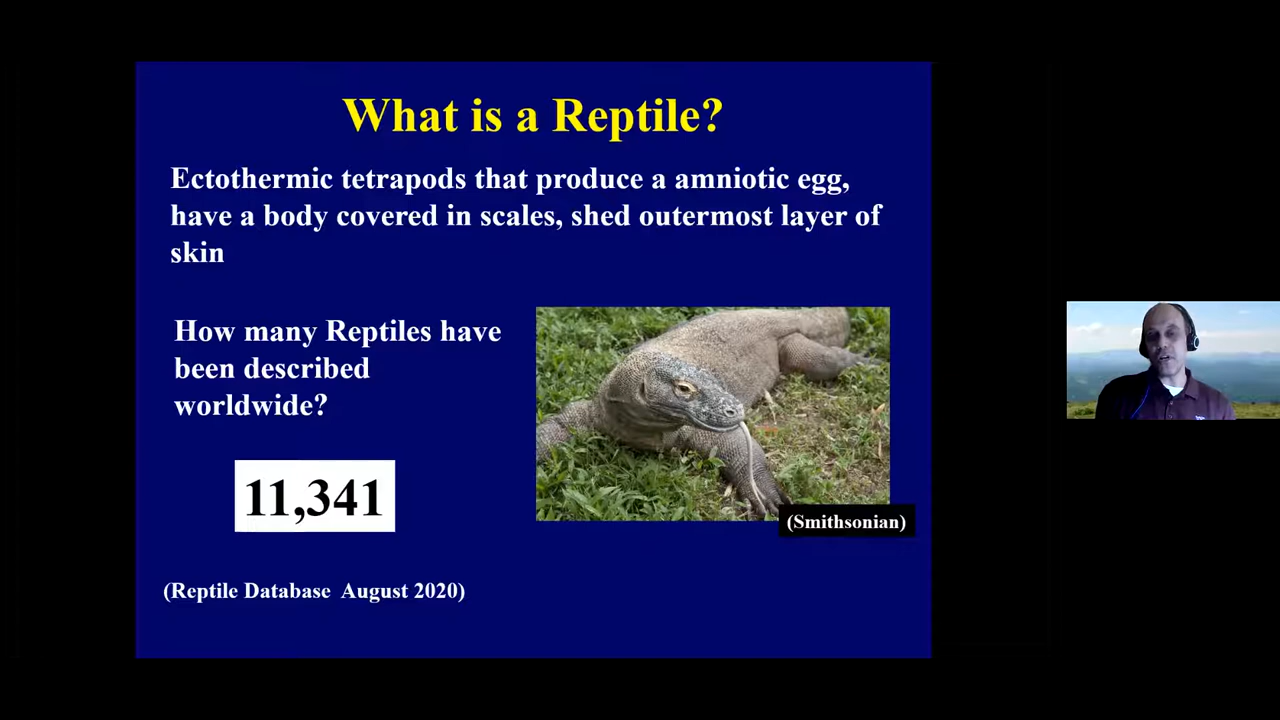 What is a Reptile?
Ectothermic tetrapods that produce a amniotic egg,
have a body covered in scales, shed outermost layer of
skin
How many Reptiles have
been described
worldwide?
11,341
(Smithsonian)
(Reptile Database  August 2020)